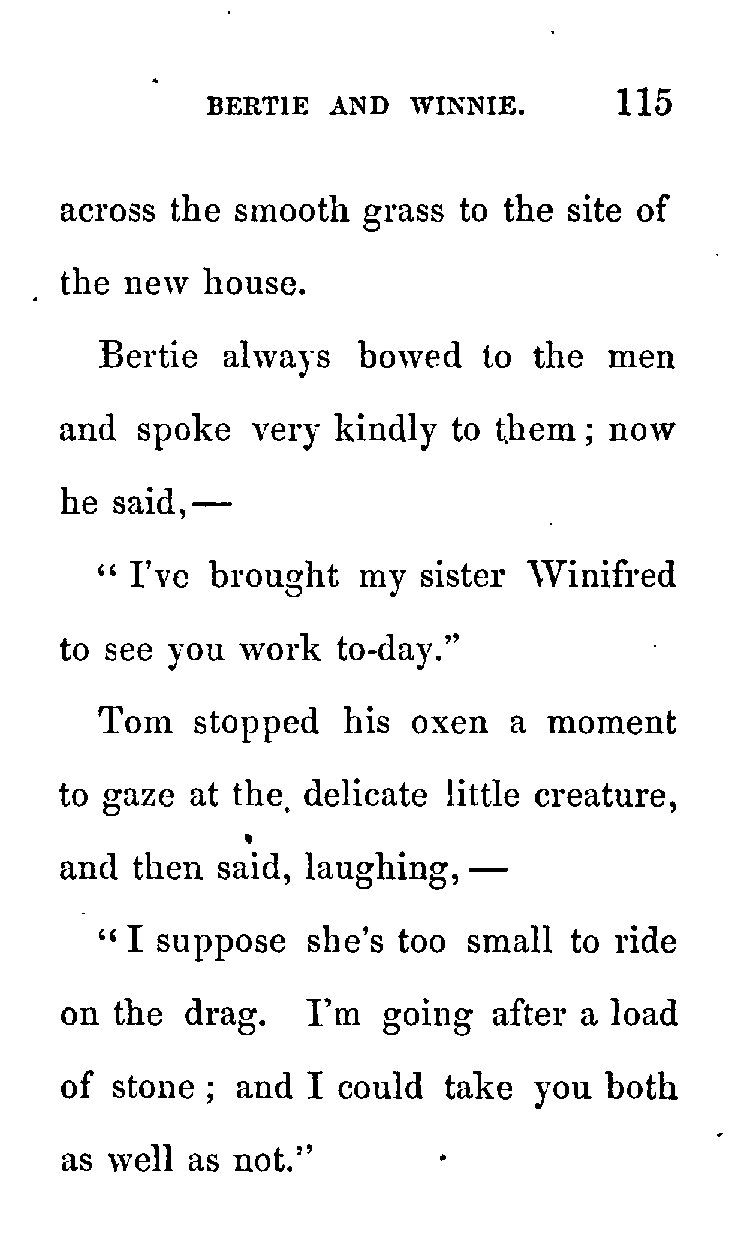 BERTIE AND WINNIE. 115
across the smooth grass to the site of
the new house.
Bertie always bowed to the men
and spoke very kindly to them; now
he said,—
"I've brought my sister Winifred
to see you work to-day."
Tom stopped his oxen a moment
to gaze at the delicate little creature,
and then said, laughing,—
"I suppose she's too small to ride
on the drag. I'm going after a load
of stone; and I could take you both
as well as not."